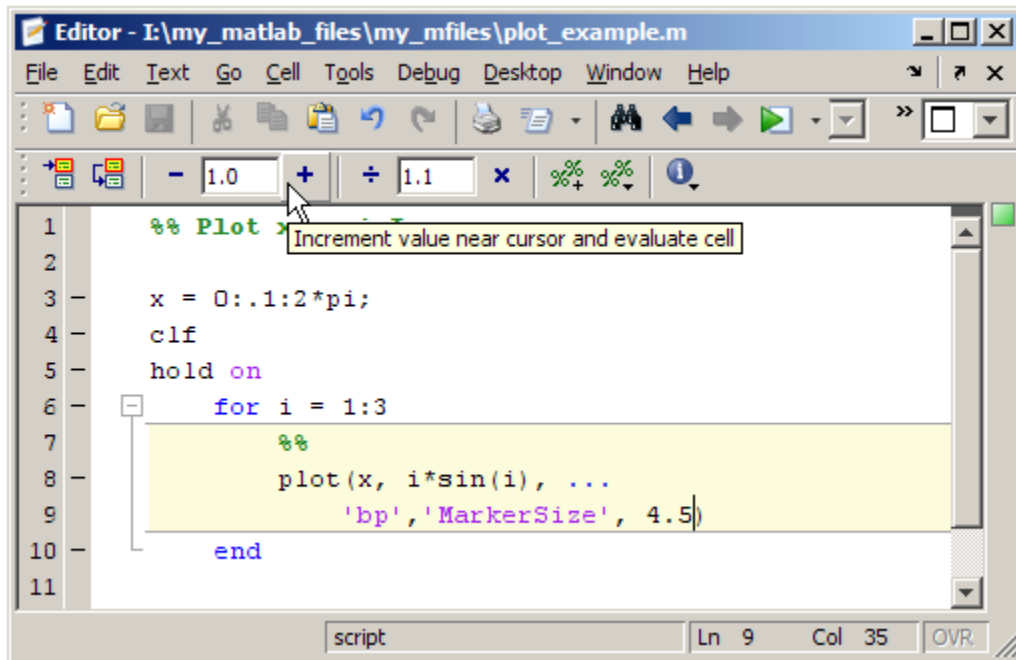 Editor - I:\my_matlab_files\my_mfiles\plot_example.m
File Edit Text Go Cell Tools Debug Desktop Window Help
- 1.0 + ÷ 1.1 ×
1 %% Plot
Increment value near cursor and evaluate cell
2
3 - x = 0:.1:2*pi;
4 - clf
5 - hold on
6 - for i = 1:3
7 %%
8 - plot(x, i*sin(i), ...
9 'bp','MarkerSize', 4.5)
10 - end
11
script Ln 9 Col 35 OVR